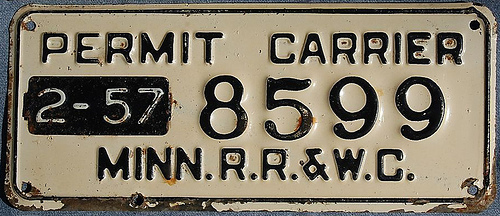 PERMIT CARRIER
2-57 8599
MINN.R.R.&W.C.